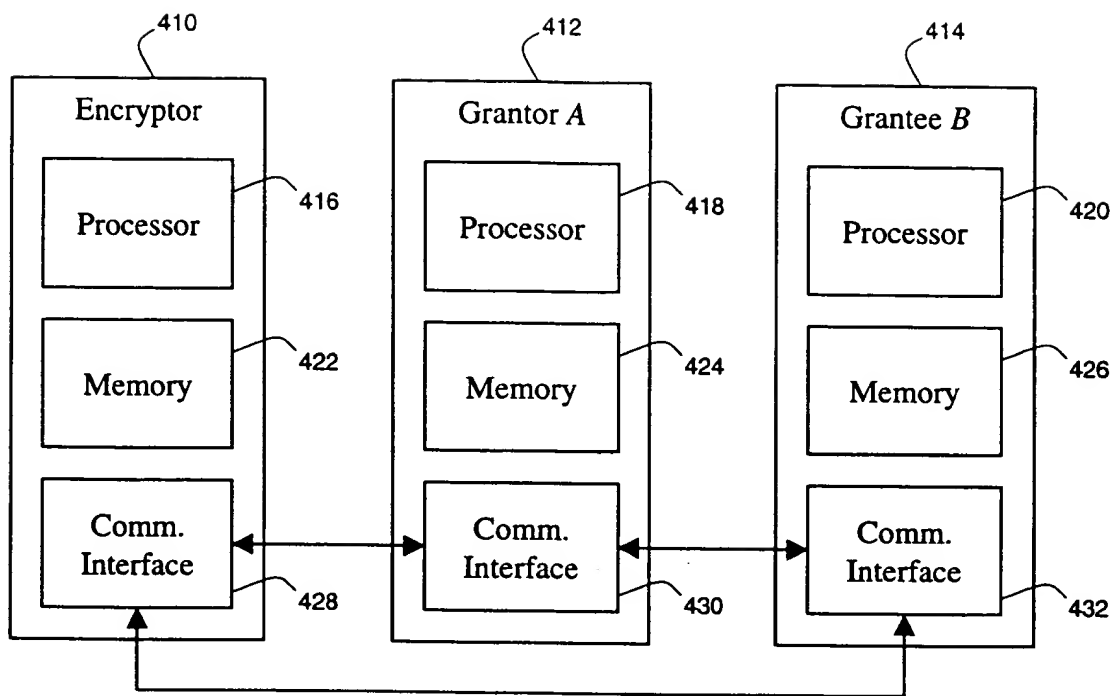 410
412
414
Encryptor
Grantor A
Grantee B
Processor
416
Processor
418
Processor
420
Memory
422
Memory
424
Memory
426
Comm.
Interface
428
Comm.
Interface
430
Comm.
Interface
432